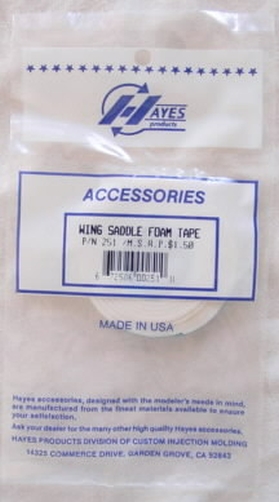 HAYES
products
ACCESSORIES
WING SADDLE FOAM TAPE
P/N 251 /M.S.R.P.$1.50
MADE IN USA
Hayes accessories, designed with the modeler's needs in mind,
are manufactured from the finest materials available to ensure
your satisfaction.
Ask your dealer for the many other high quality Hayes accessories.
HAYES PRODUCTS DIVISION OF CUSTOM INJECTION MOLDING
14325 COMMERCE DRIVE, GARDEN GROVE, CA 92643